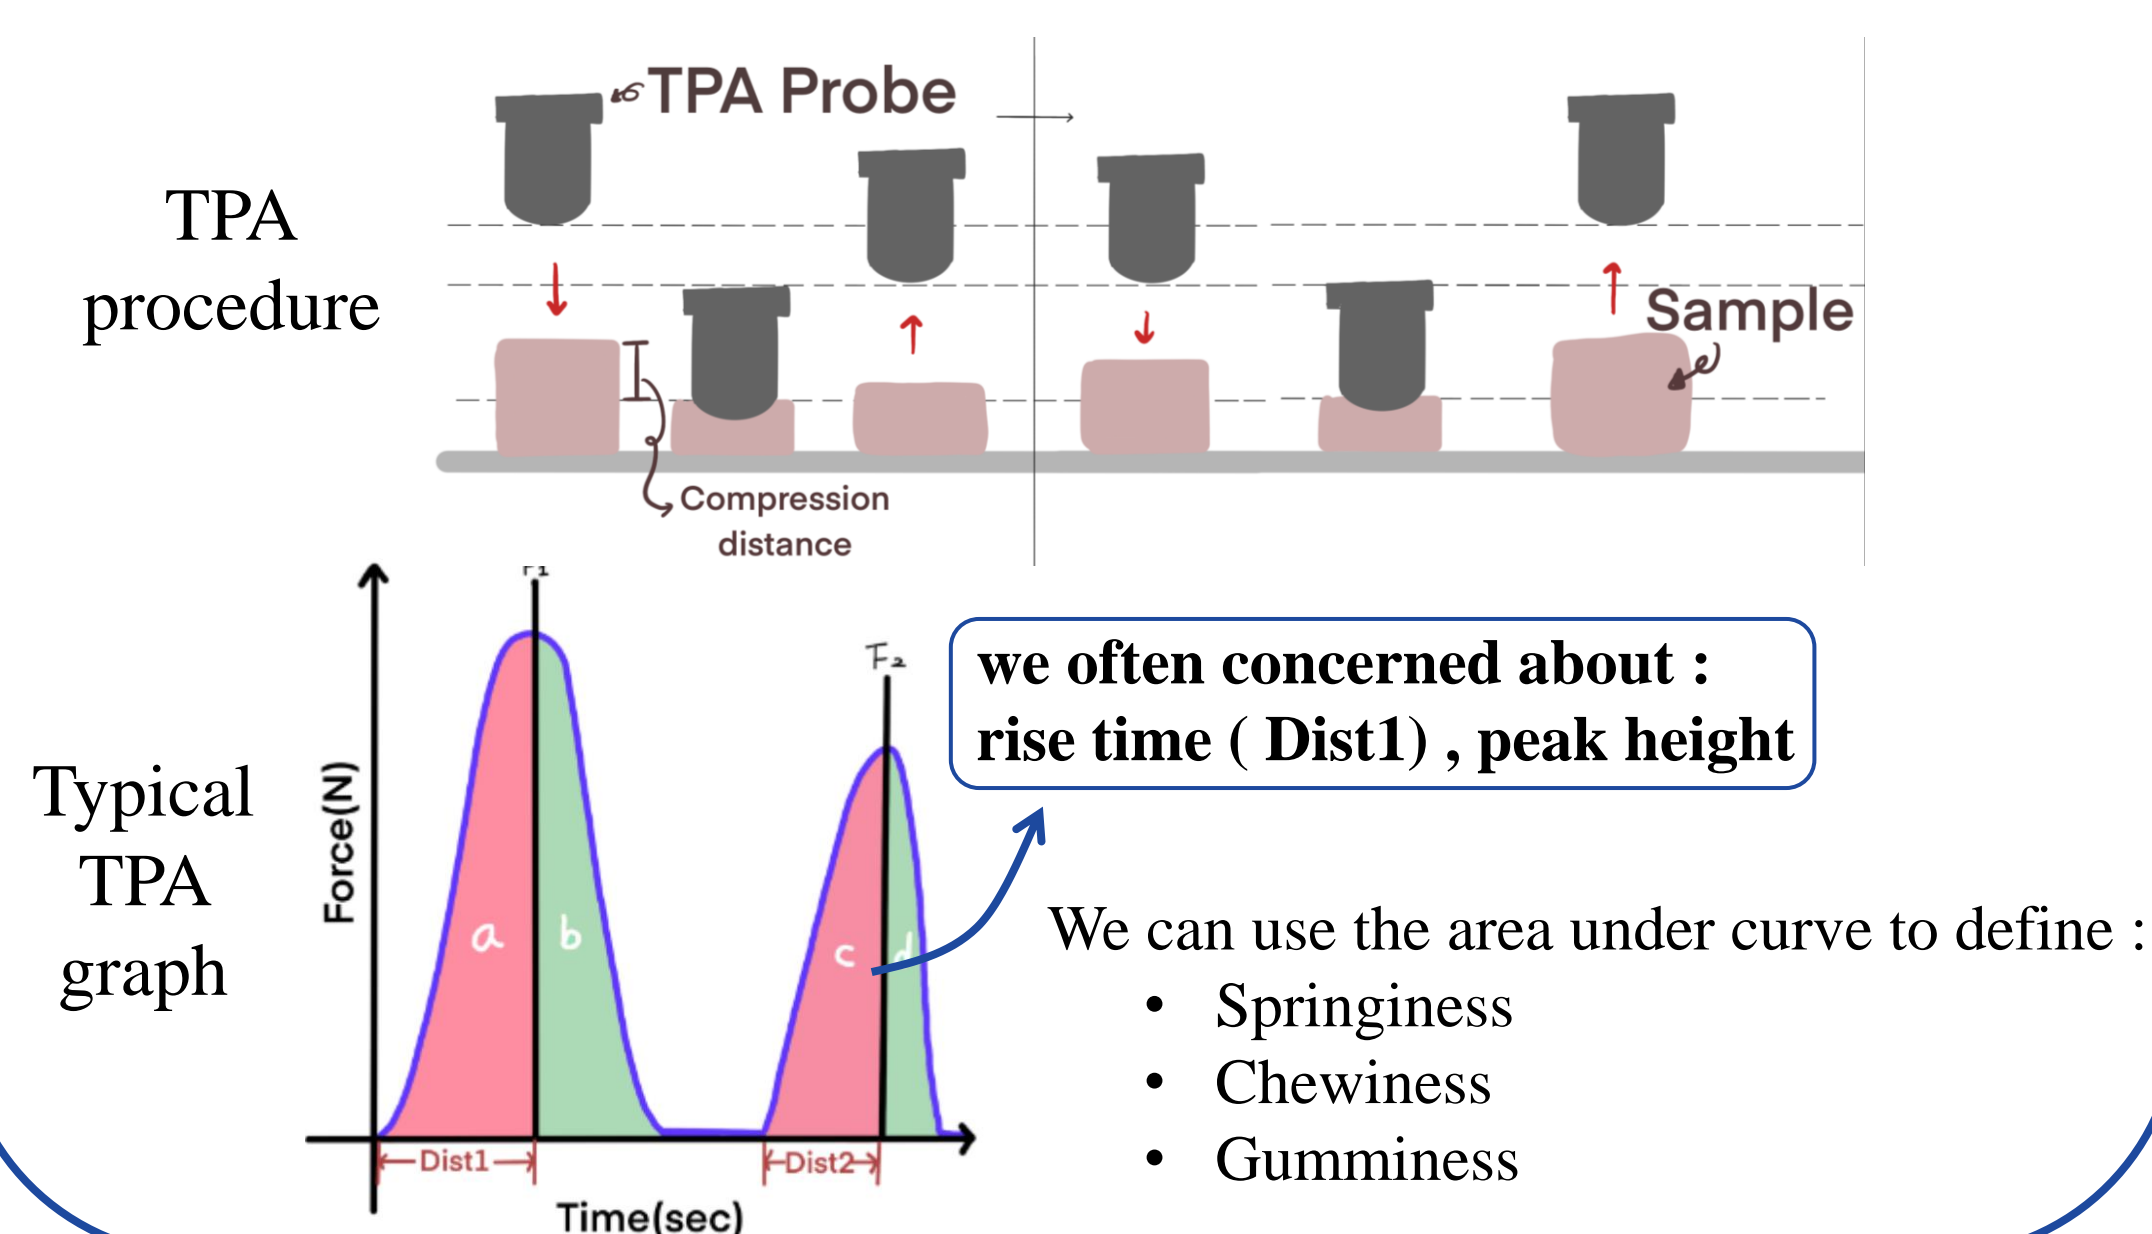 TPA Probe
TPA
procedure
Sample
Compression
distance
F1
F2
we often concerned about :
rise time ( Dist1) , peak height
Typical
TPA
graph
Force(N)
a
b
c
d
We can use the area under curve to define :
• Springiness
• Chewiness
• Gumminess
Dist1
Dist2
Time(sec)